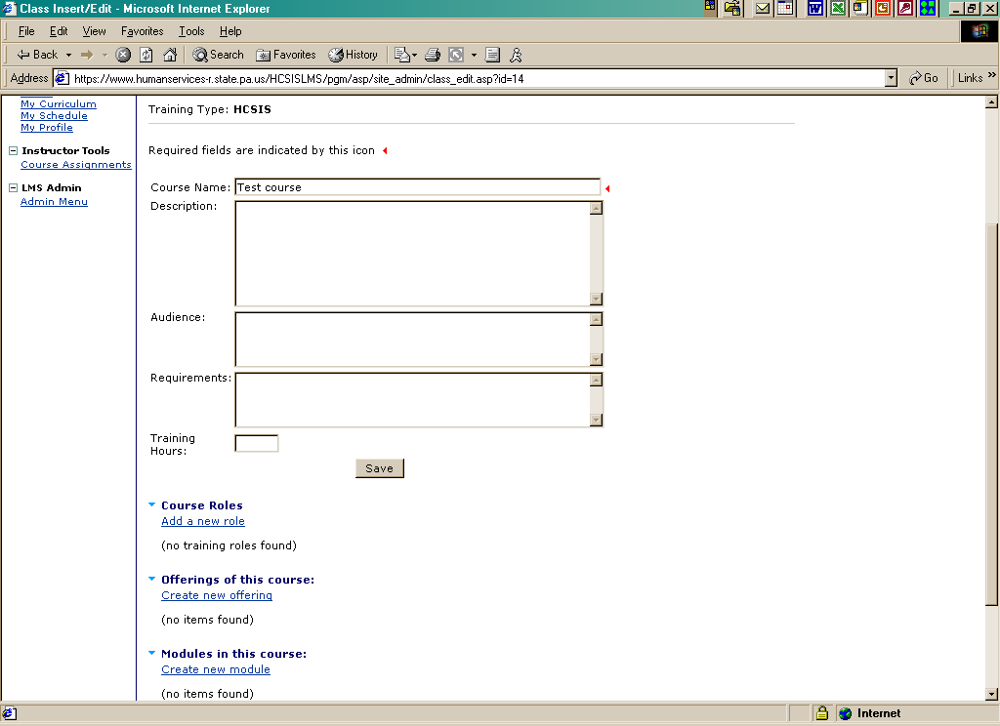 Class Insert/Edit - Microsoft Internet Explorer
File Edit View Favorites Tools Help
Back Search Favorites History
Address https://www.humanservices-r.state.pa.us/HCSISLMS/pgm/asp/site_admin/class_edit.asp?id=14 Go Links »
My Curriculum
My Schedule
My Profile
Instructor Tools
Course Assignments
LMS Admin
Admin Menu
Training Type: HCSIS
Required fields are indicated by this icon
Course Name: Test course
Description:
Audience:
Requirements:
Training
Hours:
Save
Course Roles
Add a new role
(no training roles found)
Offerings of this course:
Create new offering
(no items found)
Modules in this course:
Create new module
(no items found)
Internet